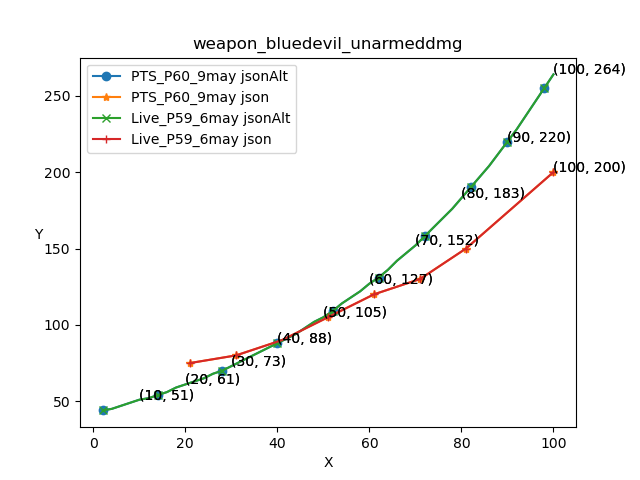 weapon_bluedevil_unarmeddmg
PTS_P60_9may jsonAlt
PTS_P60_9may json
Live_P59_6may jsonAlt
Live_P59_6may json
(100, 264)
250
(90, 220)
200
(100, 200)
(80, 183)
Y
150
(70, 152)
(60, 127)
100
(50, 105)
(40, 88)
(30, 73)
(20, 61)
50
(10, 51)
0 20 40 60 80 100
X